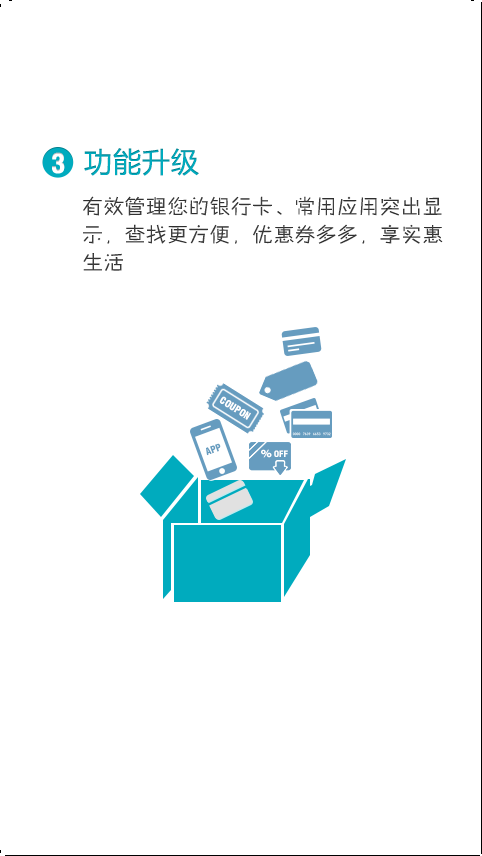 3 功能升级
有效管理您的银行卡、常用应用突出显
示，查找更方便，优惠券多多，享实惠
生活
COUPON
APP
% OFF